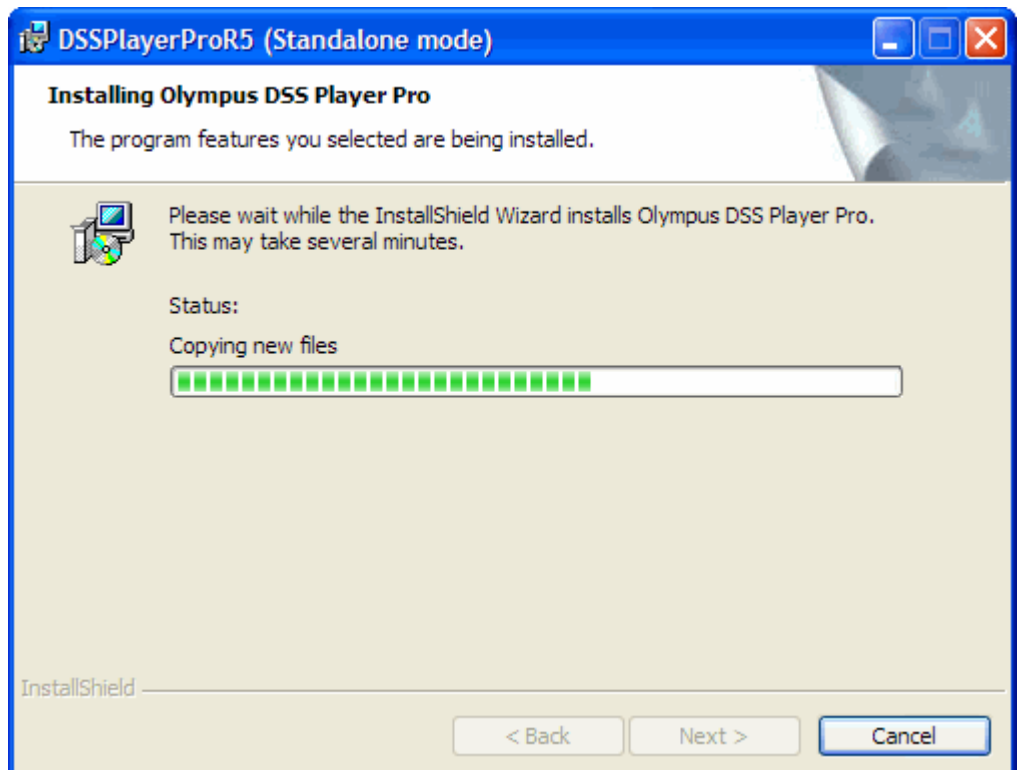 DSSPlayerProR5 (Standalone mode)
Installing Olympus DSS Player Pro
The program features you selected are being installed.
Please wait while the InstallShield Wizard installs Olympus DSS Player Pro.
This may take several minutes.
Status:
Copying new files
InstallShield
< Back
Next >
Cancel